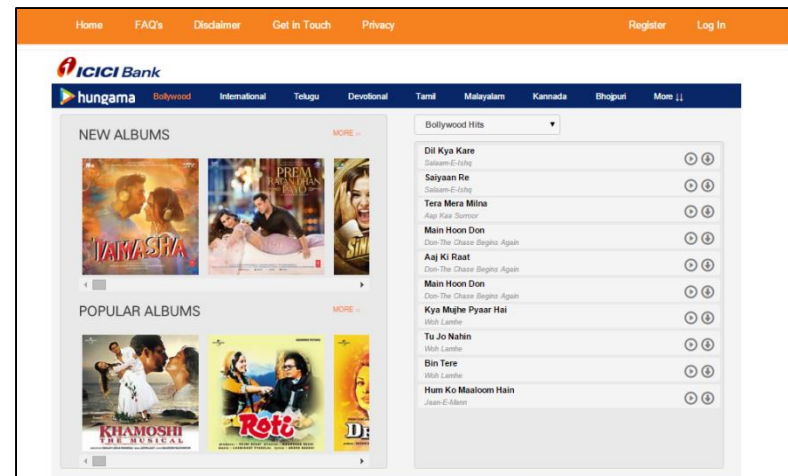 Home FAQ's Disclaimer Get in Touch Privacy Register Log In
ICICI Bank
hungama Bollywood International Telugu Devotional Tamil Malayalam Kannada Bhojpuri More ↓↓
NEW ALBUMS MORE ››
TAMASHA
PREM
RATAN DHAN
PAYO
POPULAR ALBUMS MORE ››
KHAMOSHI
THE MUSICAL
Roti
Bollywood Hits
Dil Kya Kare
Salaam-E-Ishq
Saiyaan Re
Salaam-E-Ishq
Tera Mera Milna
Aap Kaa Surroor
Main Hoon Don
Don-The Chase Begins Again
Aaj Ki Raat
Don-The Chase Begins Again
Main Hoon Don
Don-The Chase Begins Again
Kya Mujhe Pyaar Hai
Woh Lamhe
Tu Jo Nahin
Woh Lamhe
Bin Tere
Woh Lamhe
Hum Ko Maaloom Hain
Jaan-E-Mann